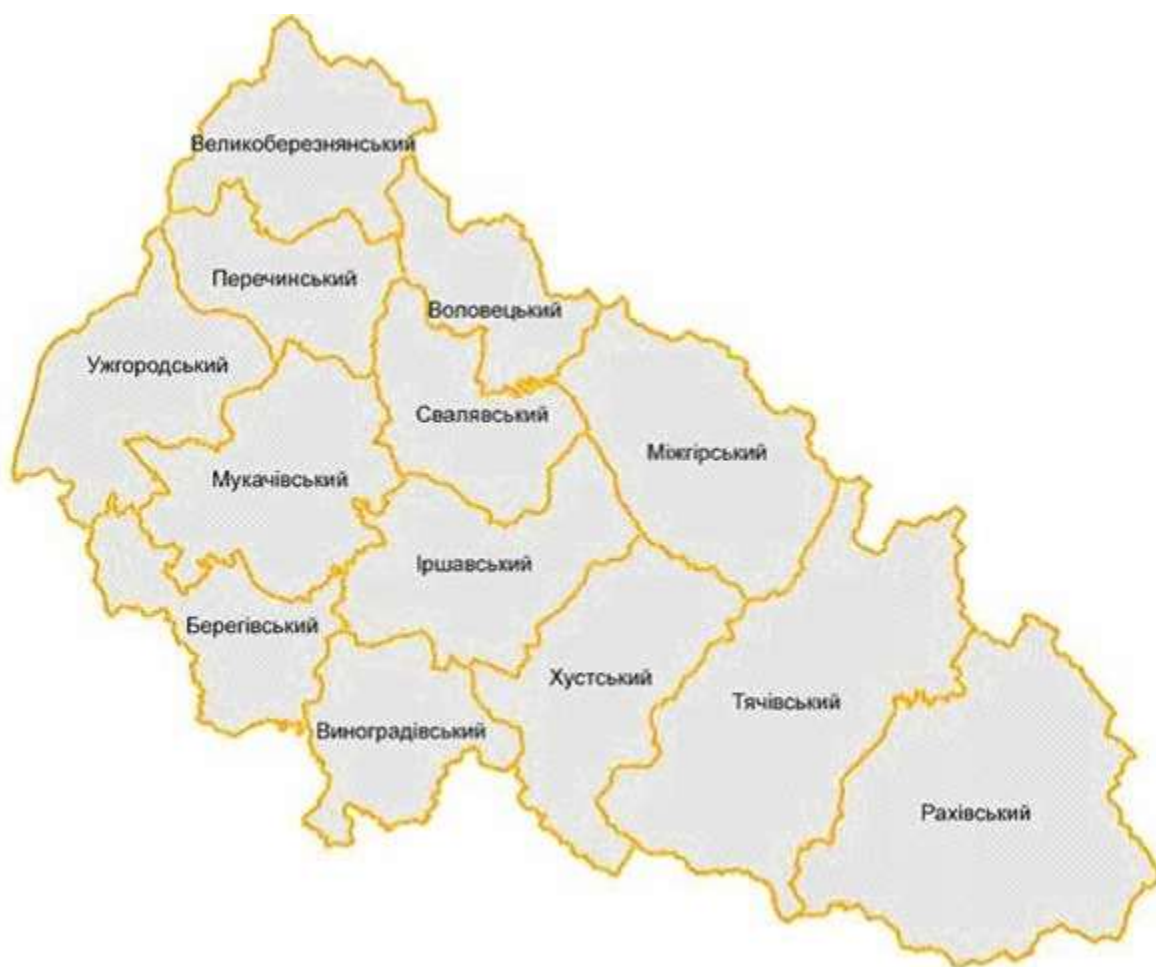 Великоберезнянський
Перечинський
Воловецький
Ужгородський
Свалявський
Міжгірський
Мукачівський
Іршавський
Берегівський
Хустський
Тячівський
Виноградівський
Рахівський